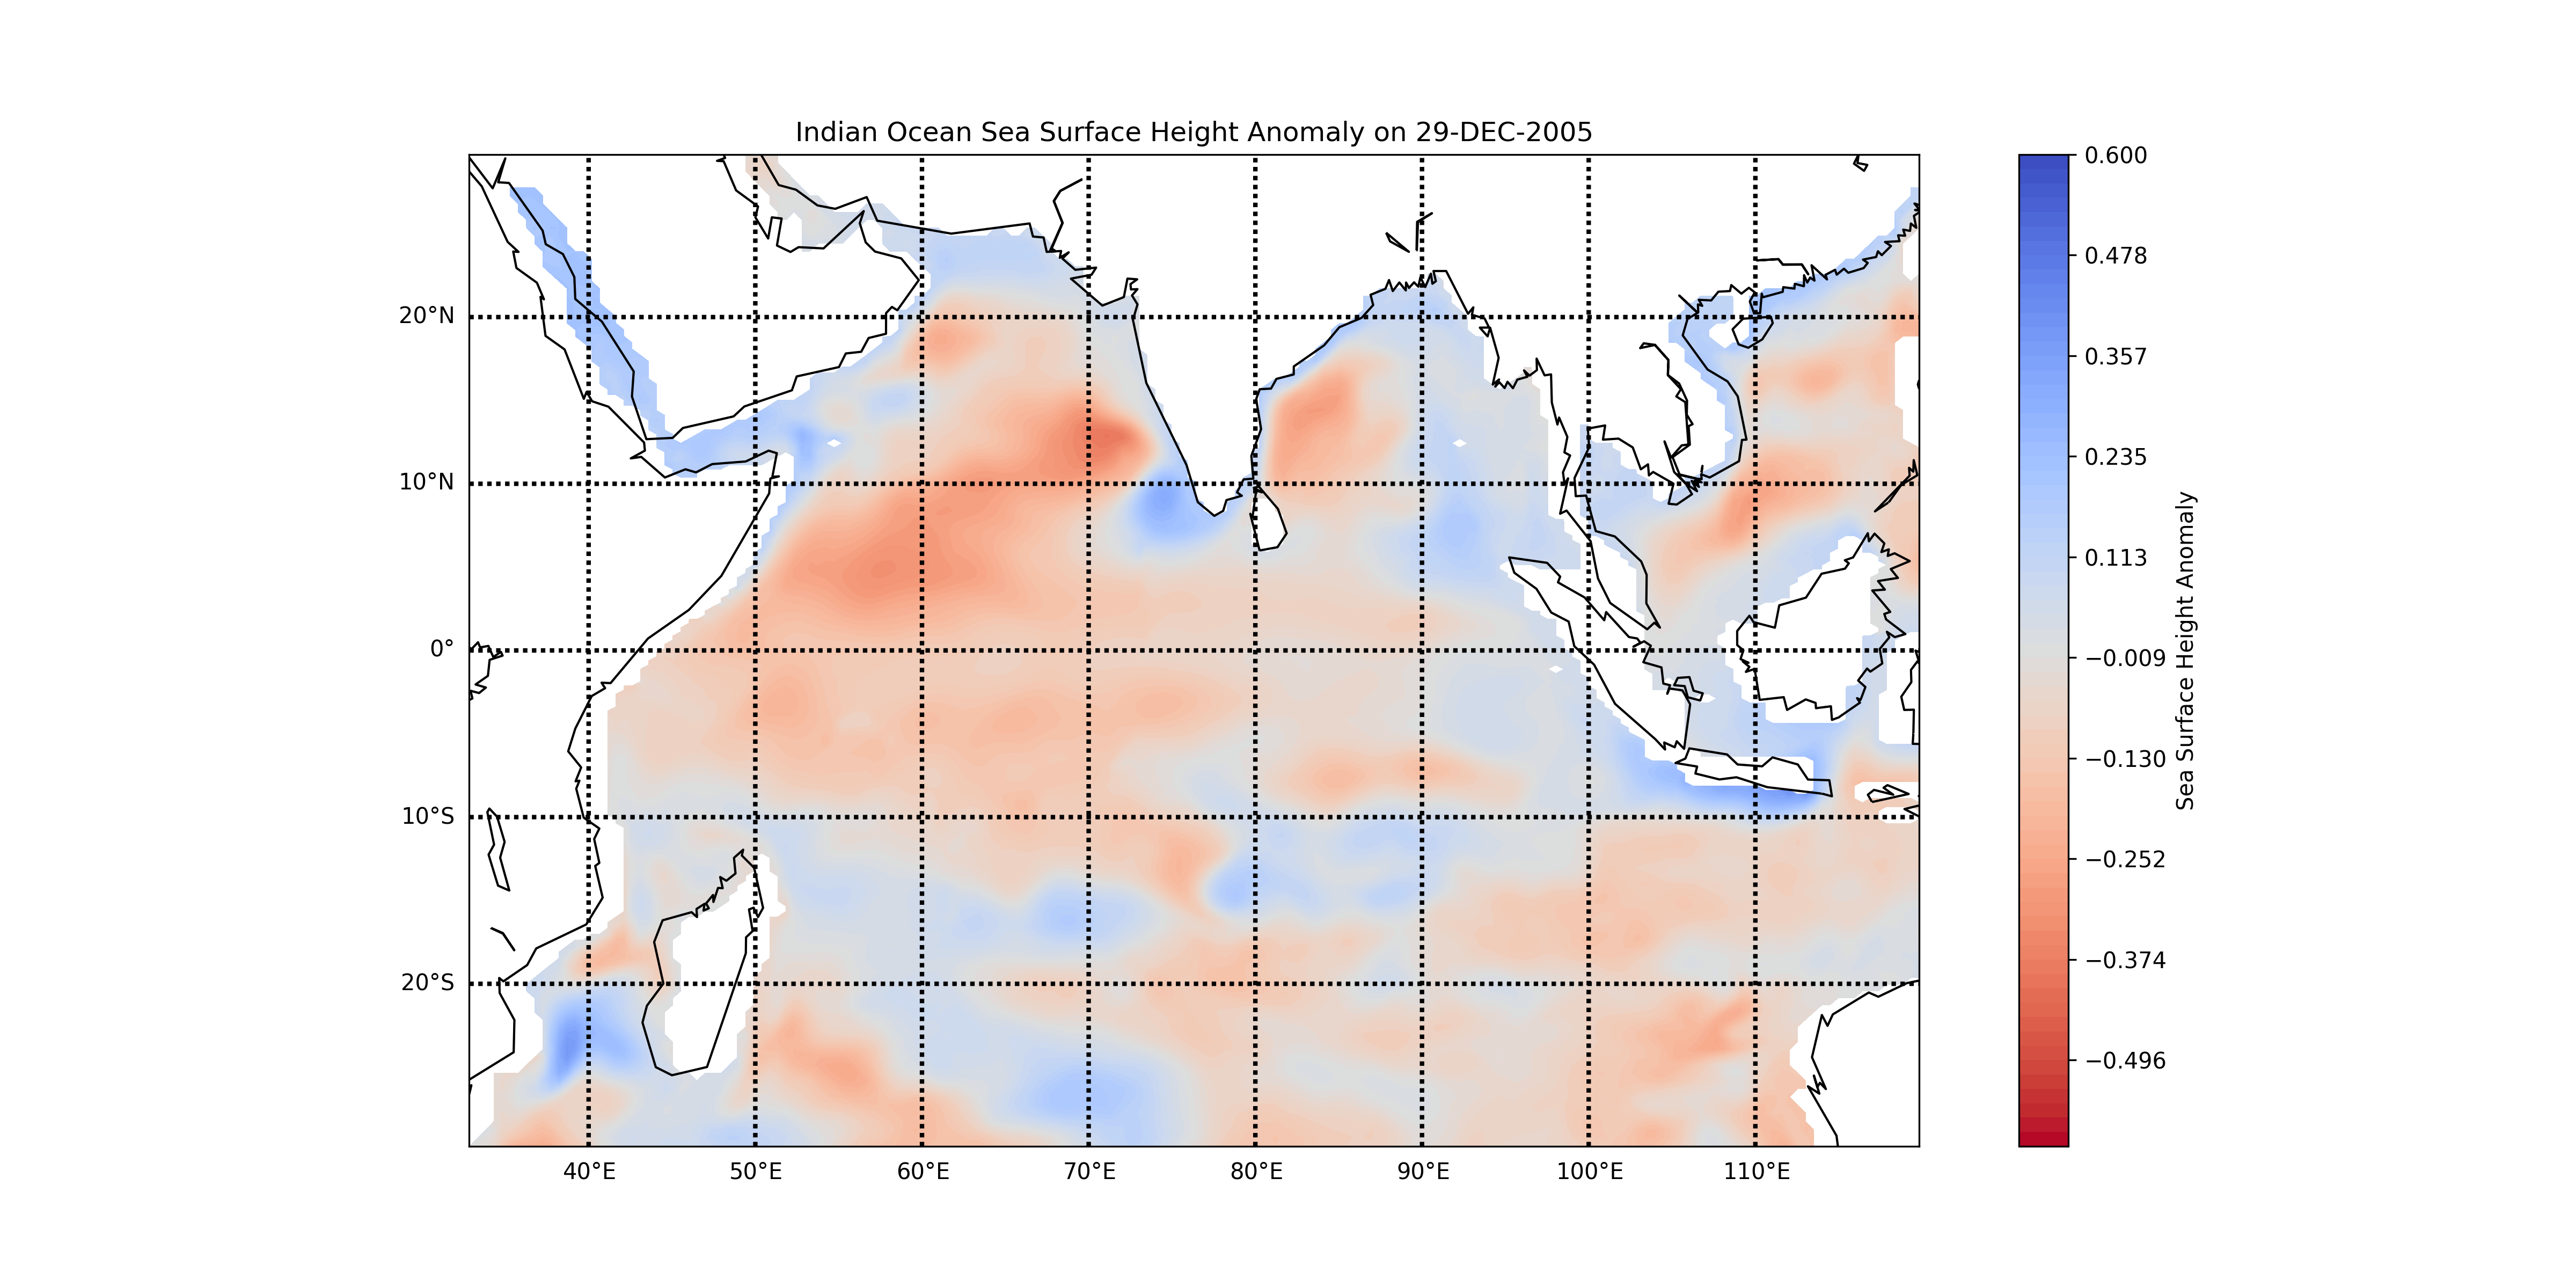 Indian Ocean Sea Surface Height Anomaly on 29-DEC-2005
20°N
10°N
0°
10°S
20°S
40°E
50°E
60°E
70°E
80°E
90°E
100°E
110°E
0.600
0.478
0.357
0.235
0.113
−0.009
−0.130
−0.252
−0.374
−0.496
Sea Surface Height Anomaly